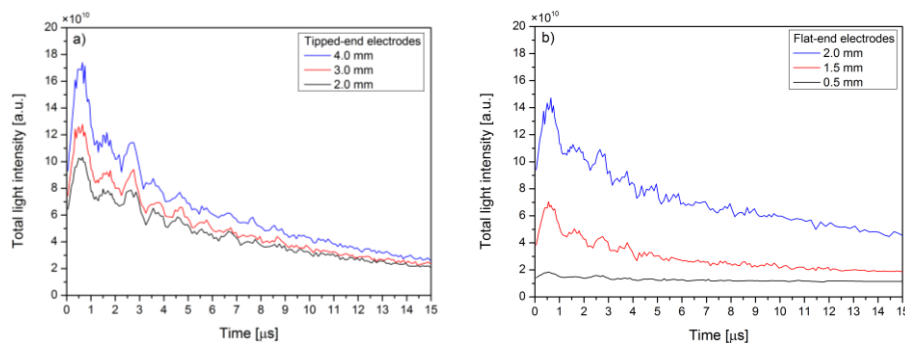 ×10¹⁰
20
18
16
14
12
10
8
6
4
2
0
Total light intensity [a.u.]
a)
Tipped-end electrodes
4.0 mm
3.0 mm
2.0 mm
0 1 2 3 4 5 6 7 8 9 10 11 12 13 14 15
Time [µs]
×10¹⁰
20
18
16
14
12
10
8
6
4
2
0
Total light intensity [a.u.]
b)
Flat-end electrodes
2.0 mm
1.5 mm
0.5 mm
0 1 2 3 4 5 6 7 8 9 10 11 12 13 14 15
Time [µs]